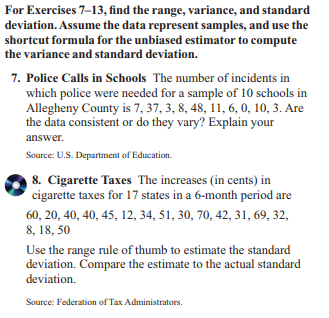 For Exercises 7–13, find the range, variance, and standard
deviation. Assume the data represent samples, and use the
shortcut formula for the unbiased estimator to compute
the variance and standard deviation.
7. Police Calls in Schools The number of incidents in
which police were needed for a sample of 10 schools in
Allegheny County is 7, 37, 3, 8, 48, 11, 6, 0, 10, 3. Are
the data consistent or do they vary? Explain your
answer.
Source: U.S. Department of Education.
8. Cigarette Taxes The increases (in cents) in
cigarette taxes for 17 states in a 6-month period are
60, 20, 40, 40, 45, 12, 34, 51, 30, 70, 42, 31, 69, 32,
8, 18, 50
Use the range rule of thumb to estimate the standard
deviation. Compare the estimate to the actual standard
deviation.
Source: Federation of Tax Administrators.